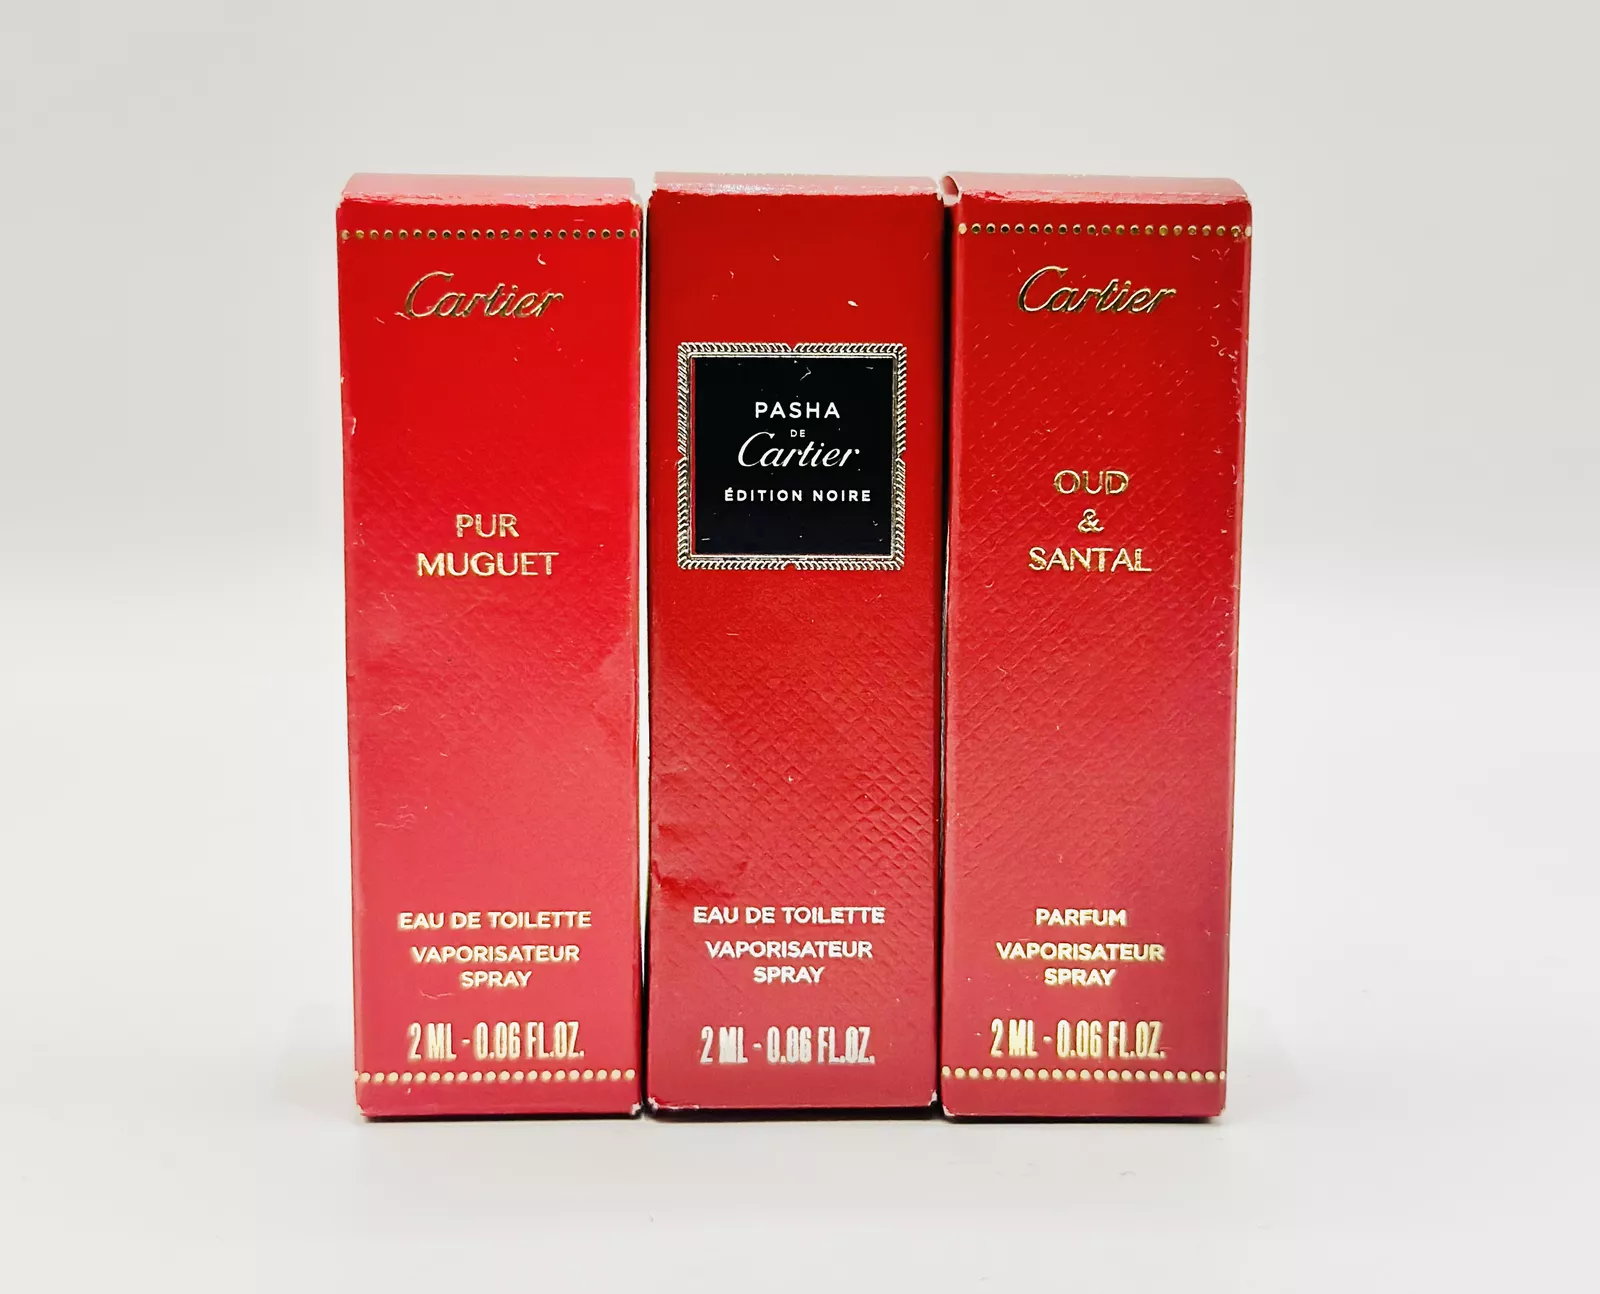 Cartier
PUR
MUGUET
EAU DE TOILETTE
VAPORISATEUR
SPRAY
2 ML - 0.06 FL.OZ.
PASHA
DE
Cartier
ÉDITION NOIRE
EAU DE TOILETTE
VAPORISATEUR
SPRAY
2 ML - 0.06 FL.OZ.
Cartier
OUD
&
SANTAL
PARFUM
VAPORISATEUR
SPRAY
2 ML - 0.06 FL.OZ.